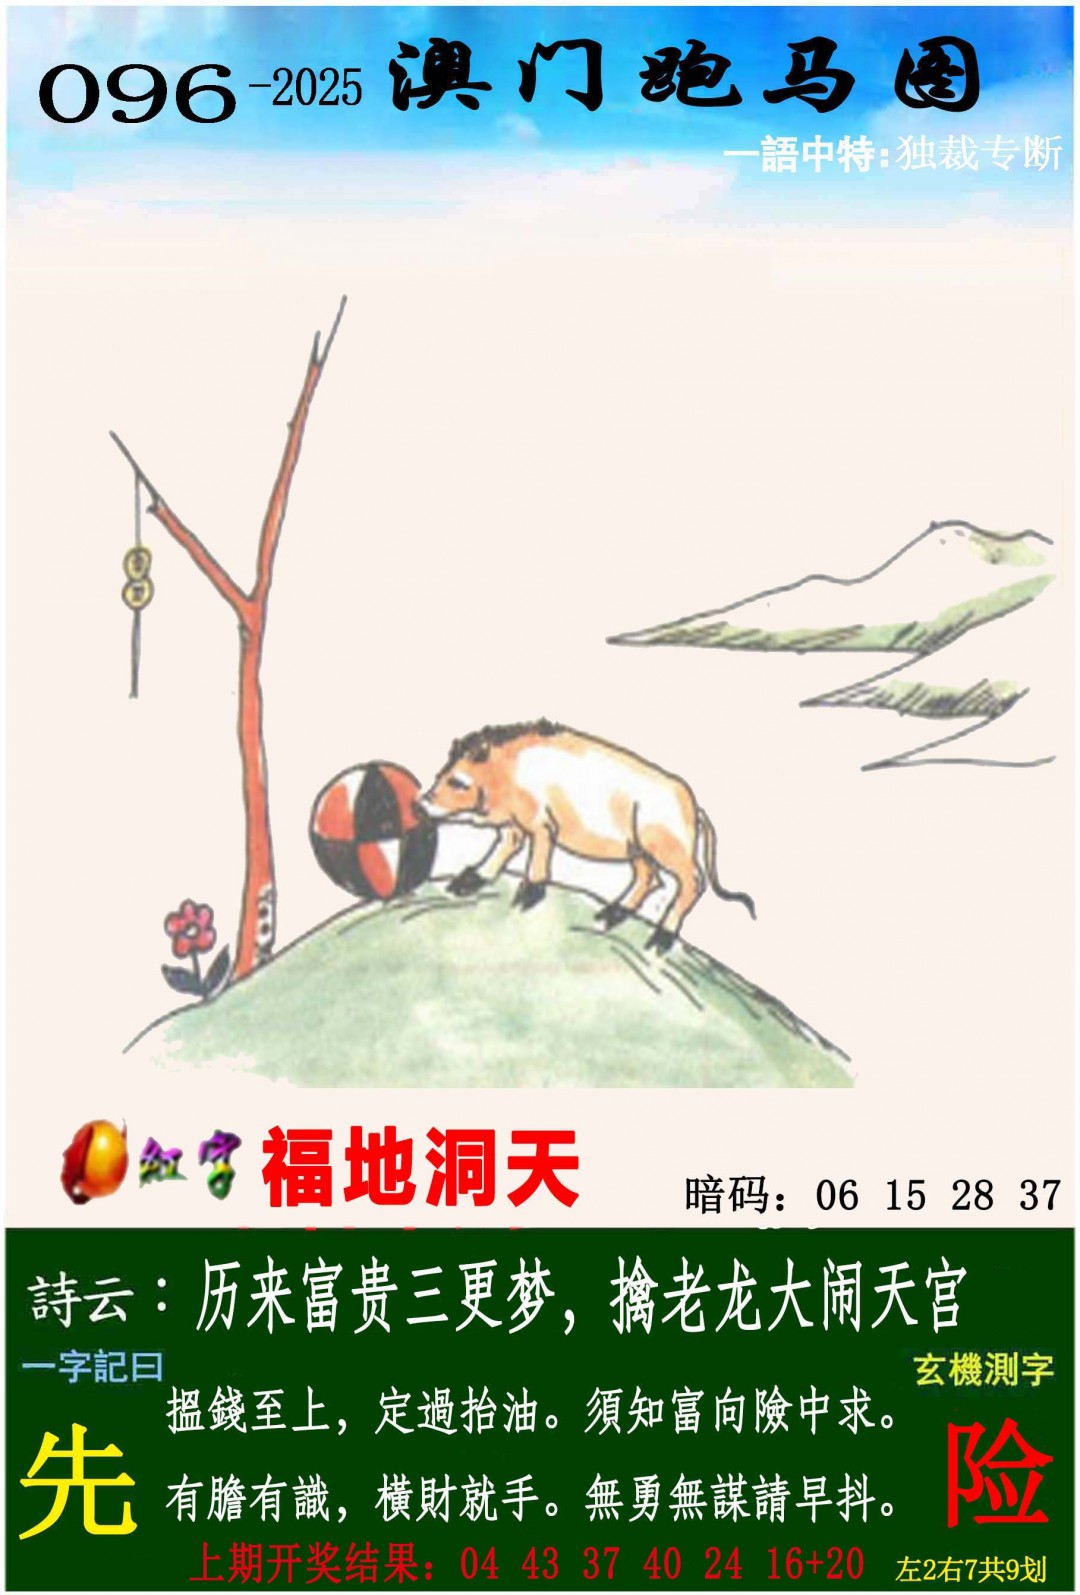 096-2025 澳门跑马图
一語中特:独裁专断
红字 福地洞天
暗码: 06 15 28 37
詩云：历来富贵三更梦，擒老龙大闹天宫
一字記曰
玄機測字
搵錢至上，定過抬油。須知富向險中求。
先
险
有膽有識，橫財就手。無勇無謀請早抖。
上期开奖结果：04 43 37 40 24 16+20
左2右7共9划